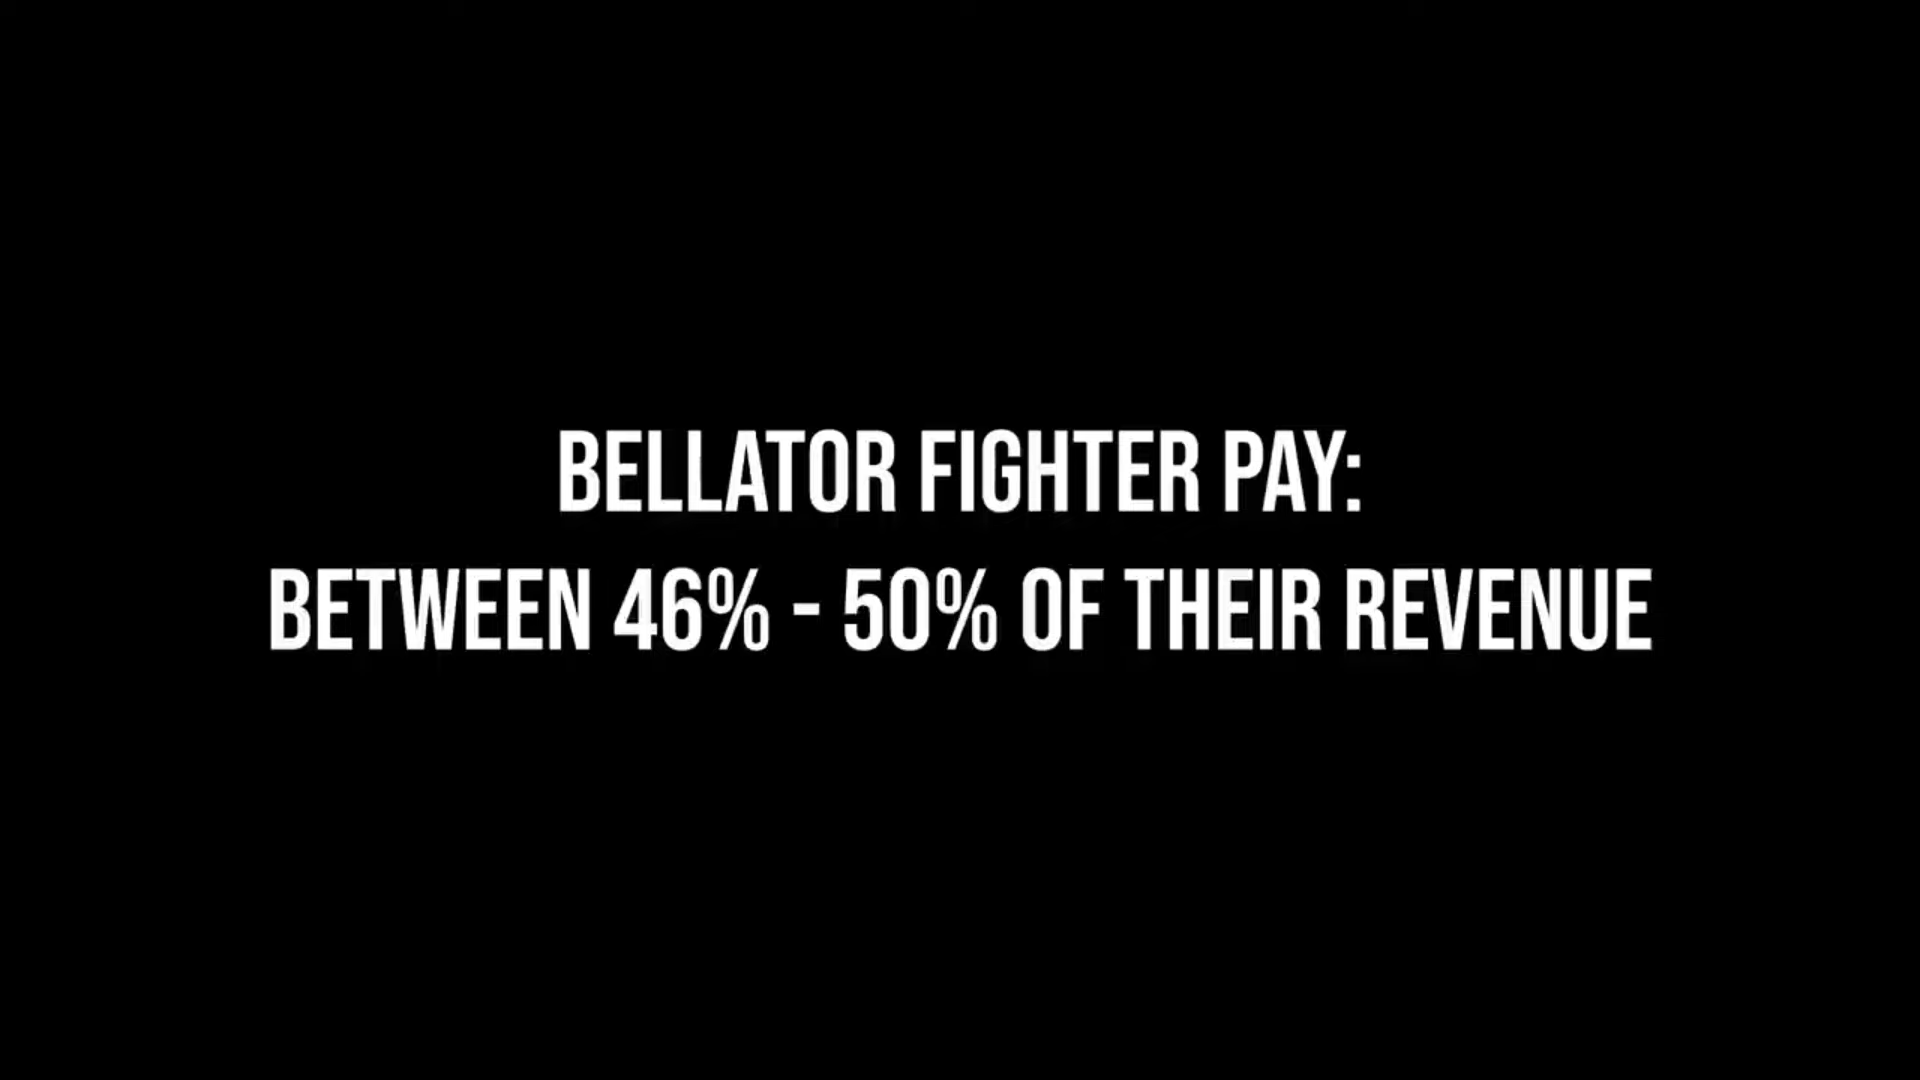 BELLATOR FIGHTER PAY:
BETWEEN 46% - 50% OF THEIR REVENUE